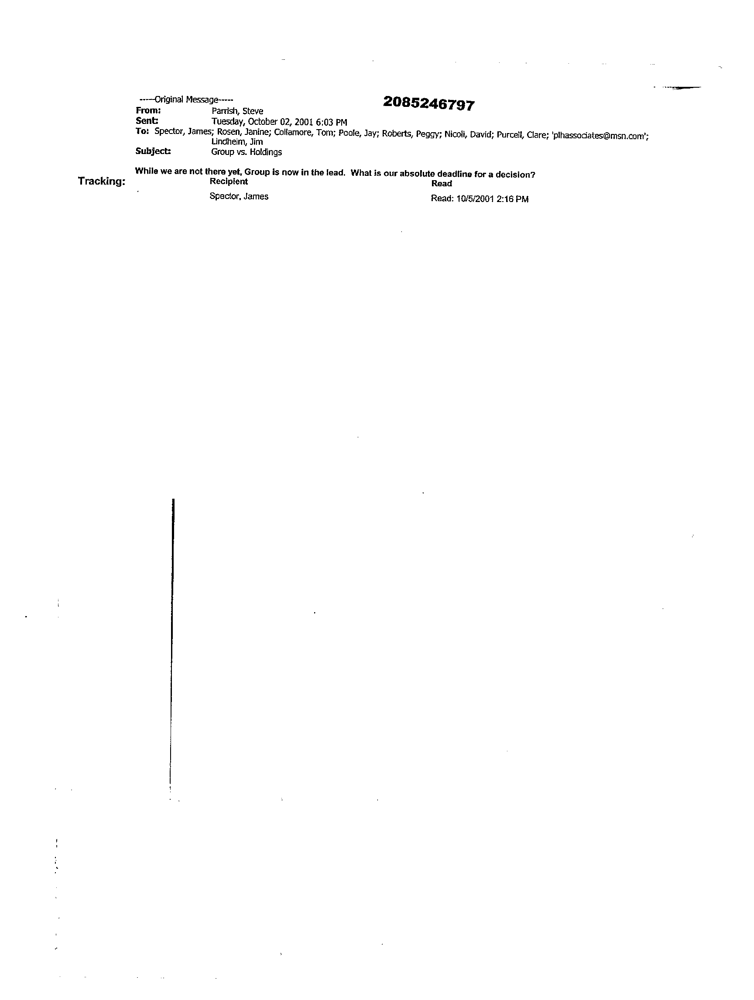 -----Original Message-----
2085246797
From: Parrish, Steve
Sent: Tuesday, October 02, 2001 6:03 PM
To: Spector, James; Rosen, Janine; Collamore, Tom; Poole, Jay; Roberts, Peggy; Nicoli, David; Purcell, Clare; 'plhassociates@msn.com';
Lindheim, Jim
Subject: Group vs. Holdings
While we are not there yet, Group is now in the lead. What is our absolute deadline for a decision?
Tracking: Recipient Read
Spector, James Read: 10/5/2001 2:16 PM